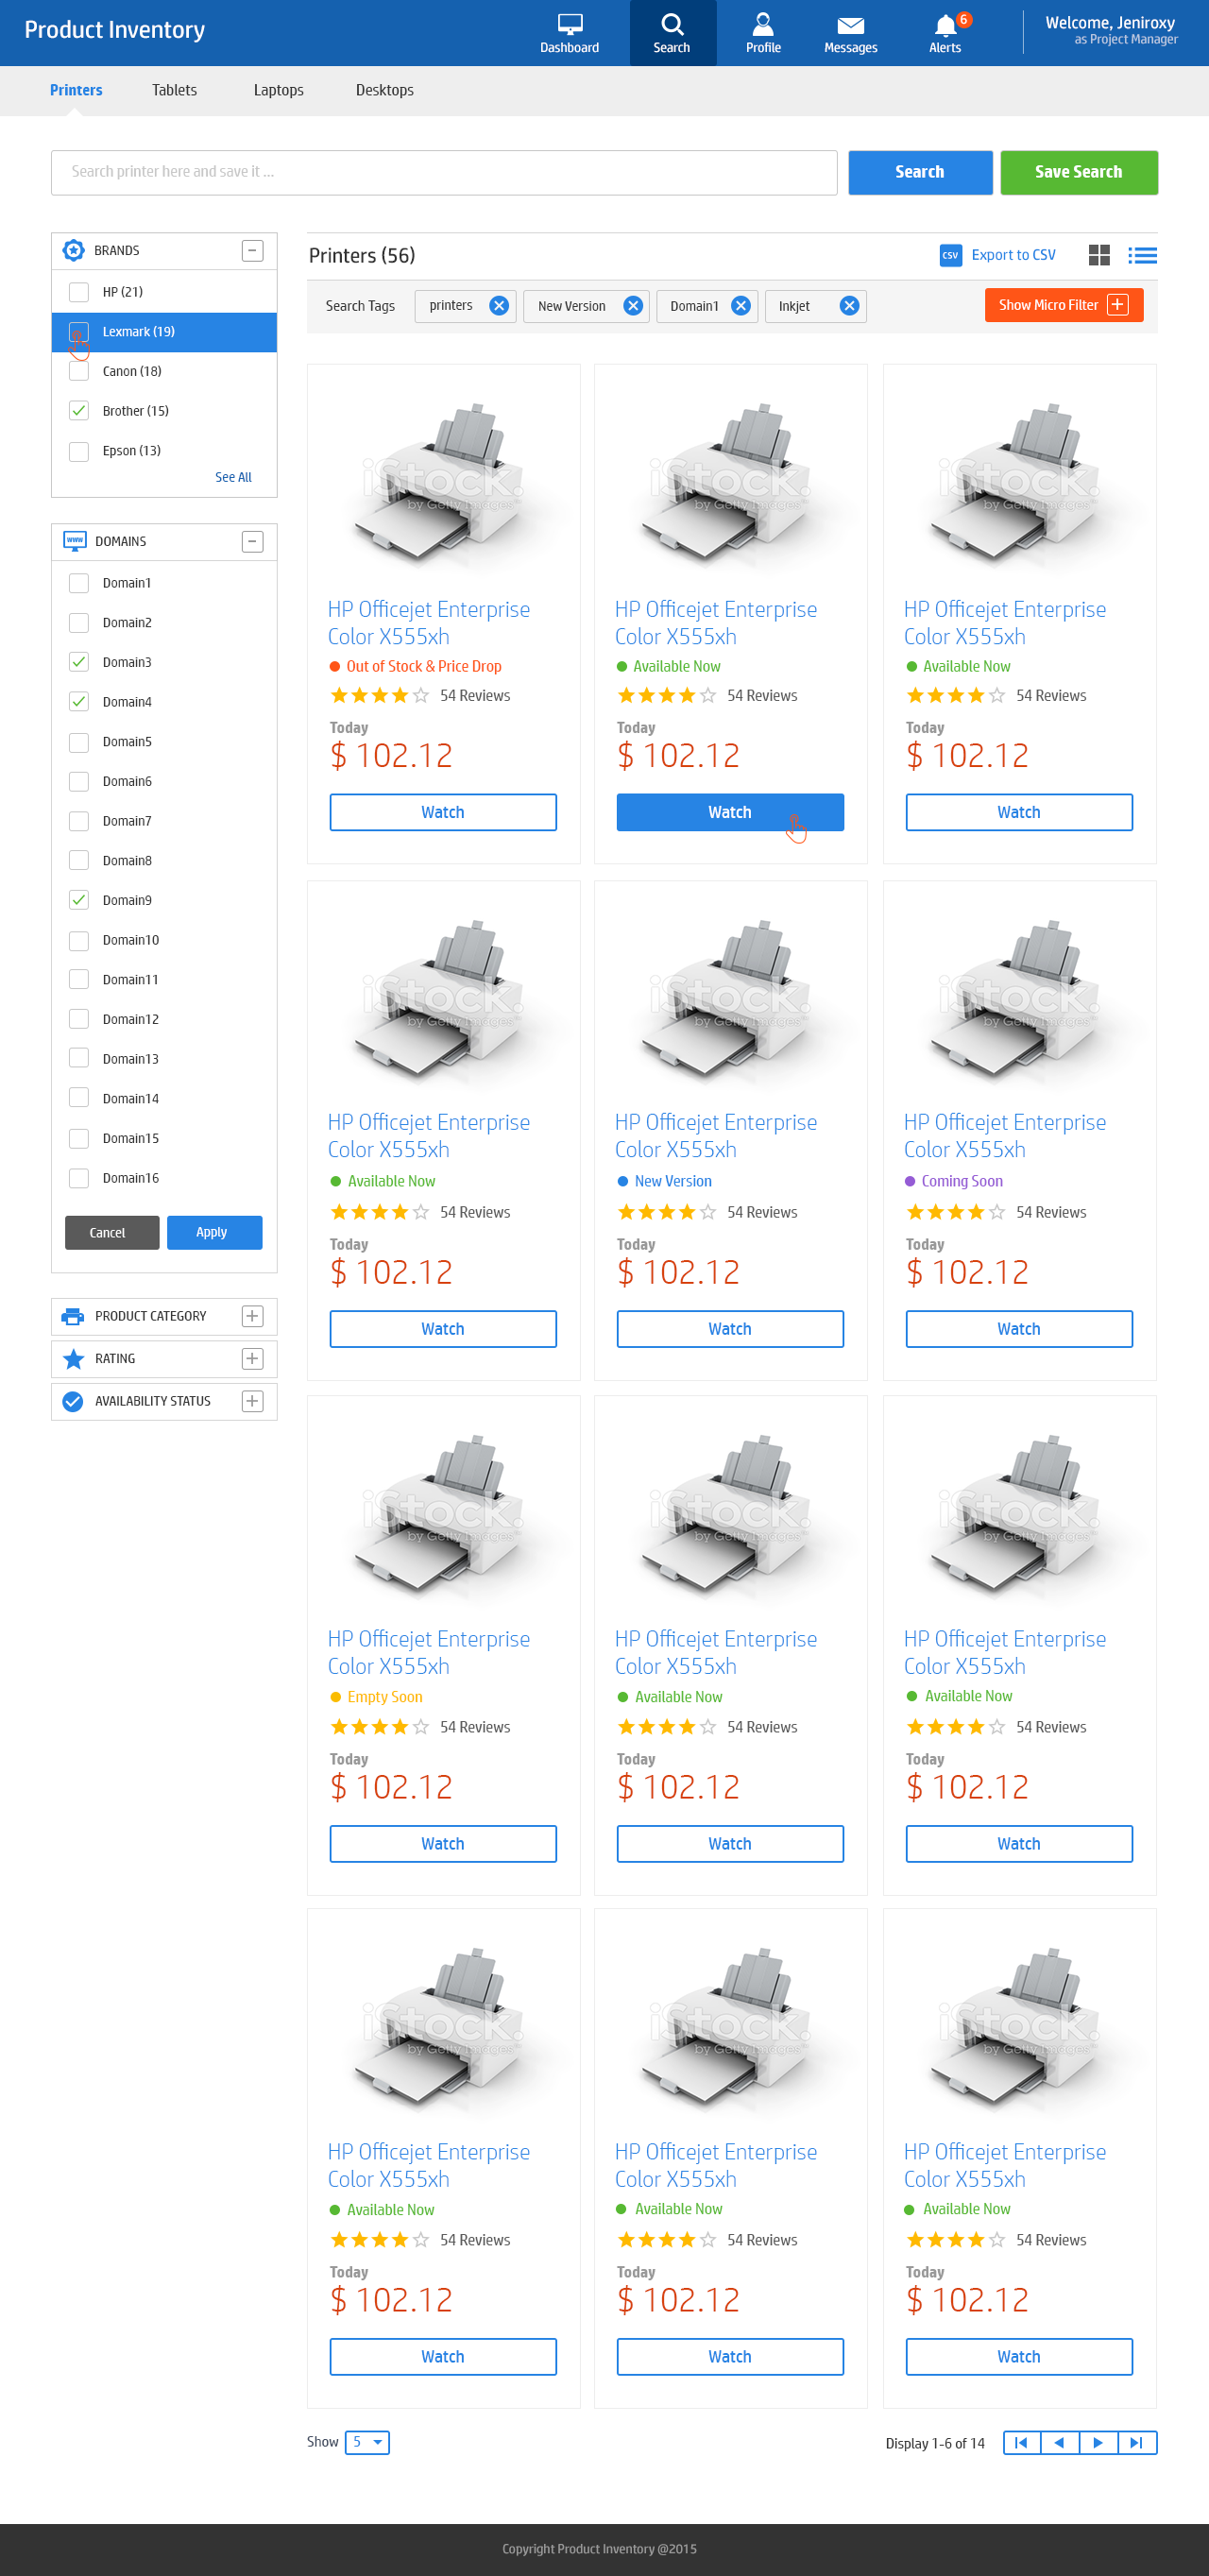 Product Inventory
Dashboard
Search
Profile
Messages
6
Alerts
Welcome, Jeniroxy
as Project Manager
Printers
Tablets
Laptops
Desktops
Search printer here and save it ...
Search
Save Search
BRANDS
HP (21)
Lexmark (19)
Canon (18)
Brother (15)
Epson (13)
See All
www
DOMAINS
Domain1
Domain2
Domain3
Domain4
Domain5
Domain6
Domain7
Domain8
Domain9
Domain10
Domain11
Domain12
Domain13
Domain14
Domain15
Domain16
Cancel
Apply
PRODUCT CATEGORY
RATING
AVAILABILITY STATUS
Printers (56)
CSV
Export to CSV
Search Tags
printers
New Version
Domain1
Inkjet
Show Micro Filter
iStock.
by Getty Images™
HP Officejet Enterprise
Color X555xh
Out of Stock & Price Drop
54 Reviews
Today
$ 102.12
Watch
iStock.
by Getty Images™
HP Officejet Enterprise
Color X555xh
Available Now
54 Reviews
Today
$ 102.12
Watch
iStock.
by Getty Images™
HP Officejet Enterprise
Color X555xh
Available Now
54 Reviews
Today
$ 102.12
Watch
iStock.
by Getty Images™
HP Officejet Enterprise
Color X555xh
Available Now
54 Reviews
Today
$ 102.12
Watch
iStock.
by Getty Images™
HP Officejet Enterprise
Color X555xh
New Version
54 Reviews
Today
$ 102.12
Watch
iStock.
by Getty Images™
HP Officejet Enterprise
Color X555xh
Coming Soon
54 Reviews
Today
$ 102.12
Watch
iStock.
by Getty Images™
HP Officejet Enterprise
Color X555xh
Empty Soon
54 Reviews
Today
$ 102.12
Watch
iStock.
by Getty Images™
HP Officejet Enterprise
Color X555xh
Available Now
54 Reviews
Today
$ 102.12
Watch
iStock.
by Getty Images™
HP Officejet Enterprise
Color X555xh
Available Now
54 Reviews
Today
$ 102.12
Watch
iStock.
by Getty Images™
HP Officejet Enterprise
Color X555xh
Available Now
54 Reviews
Today
$ 102.12
Watch
iStock.
by Getty Images™
HP Officejet Enterprise
Color X555xh
Available Now
54 Reviews
Today
$ 102.12
Watch
iStock.
by Getty Images™
HP Officejet Enterprise
Color X555xh
Available Now
54 Reviews
Today
$ 102.12
Watch
Show 5
Display 1-6 of 14
Copyright Product Inventory @2015